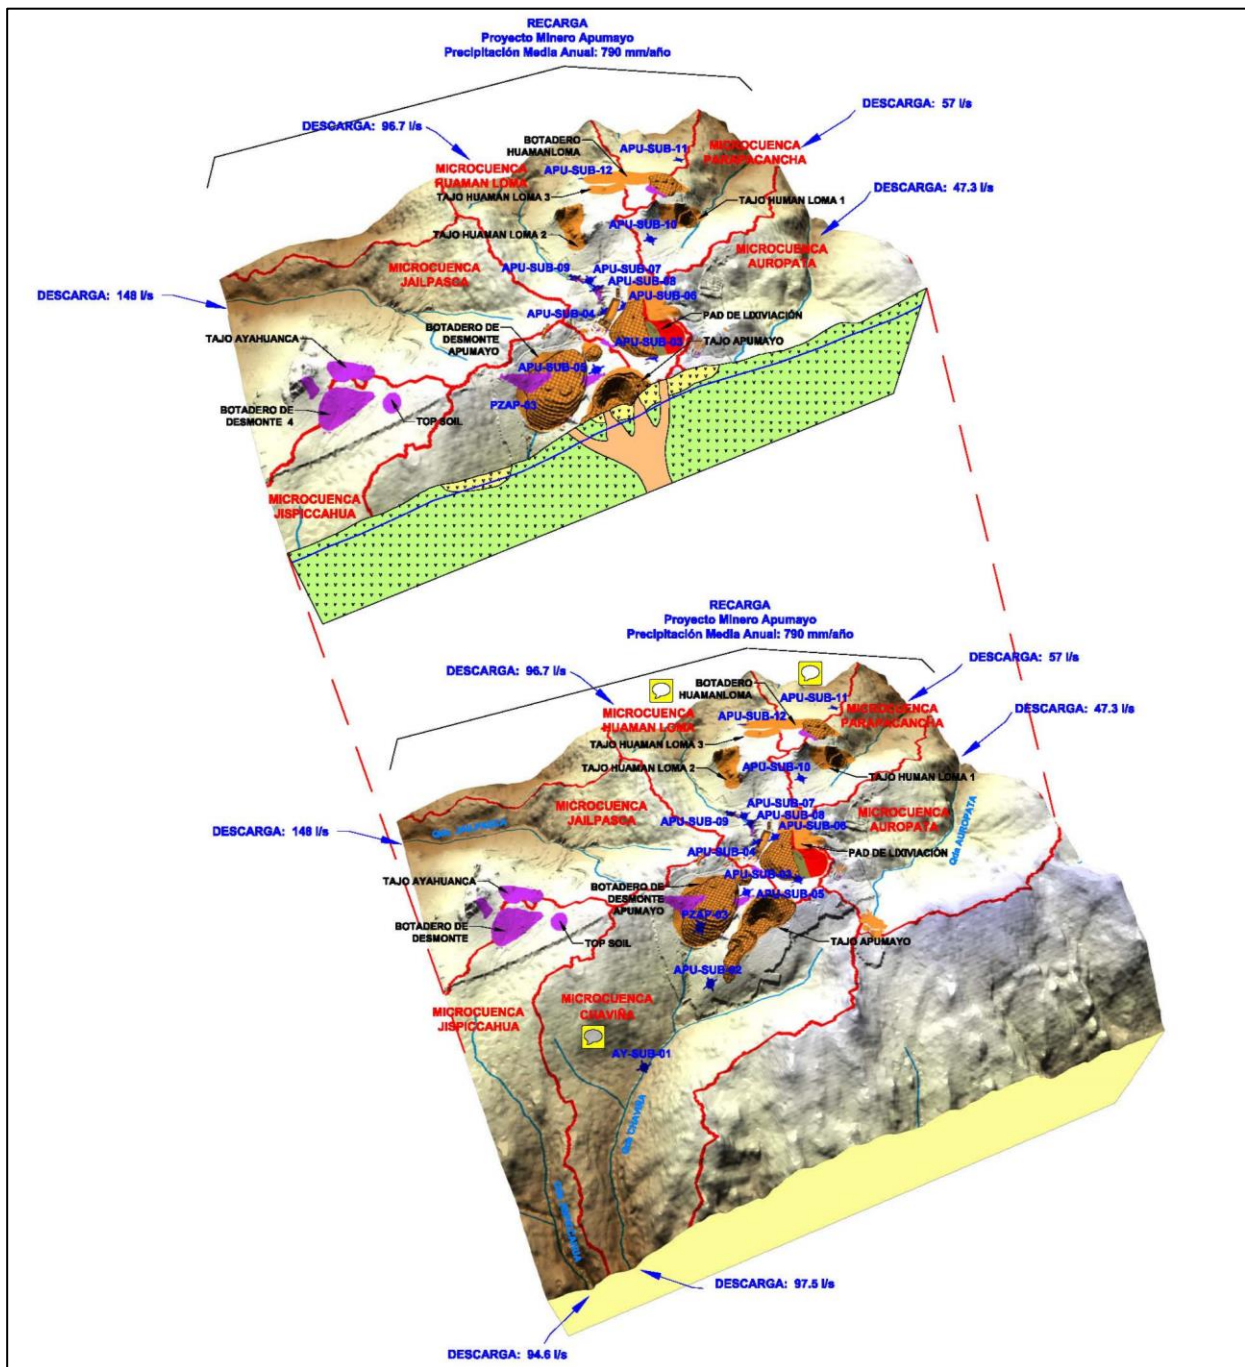 RECARGA
Proyecto Minero Apumayo
Precipitación Media Anual: 790 mm/año
DESCARGA: 57 l/s
DESCARGA: 96.7 l/s
BOTADERO
HUAMANLOMA
APU-SUB-11
MICROCUENCA
PARAPACANCHA
MICROCUENCA
HUAMAN LOMA
APU-SUB-12
DESCARGA: 47.3 l/s
TAJO HUAMAN LOMA 3
TAJO HUMAN LOMA 1
APU-SUB-10
TAJO HUAMAN LOMA 2
MICROCUENCA
AUROPATA
MICROCUENCA
JAILPASCA
APU-SUB-09
APU-SUB-07
APU-SUB-08
APU-SUB-06
DESCARGA: 148 l/s
APU-SUB-04
PAD DE LIXIVIACIÓN
BOTADERO DE
DESMONTE
APUMAYO
APU-SUB-03
TAJO APUMAYO
TAJO AYAHUANCA
APU-SUB-05
PZAP-03
BOTADERO DE
DESMONTE 4
TOP SOIL
MICROCUENCA
JISPICCAHUA
RECARGA
Proyecto Minero Apumayo
Precipitación Media Anual: 790 mm/año
DESCARGA: 57 l/s
DESCARGA: 96.7 l/s
BOTADERO
HUAMANLOMA
APU-SUB-11
MICROCUENCA
PARAPACANCHA
MICROCUENCA
HUAMAN LOMA
APU-SUB-12
DESCARGA: 47.3 l/s
TAJO HUAMAN LOMA 3
TAJO HUAMAN LOMA 2
APU-SUB-10
TAJO HUMAN LOMA 1
MICROCUENCA
JAILPASCA
APU-SUB-07
APU-SUB-08
APU-SUB-09
APU-SUB-06
MICROCUENCA
AUROPATA
Qda AUROPATA
Qda JAILPASCA
DESCARGA: 148 l/s
APU-SUB-04
PAD DE LIXIVIACIÓN
TAJO AYAHUANCA
BOTADERO DE
DESMONTE
APUMAYO
APU-SUB-03
APU-SUB-05
PZAP-03
BOTADERO DE
DESMONTE
TOP SOIL
TAJO APUMAYO
APU-SUB-02
MICROCUENCA
JISPICCAHUA
MICROCUENCA
CHAVIÑA
AY-SUB-01
Qda CHAVIÑA
DESCARGA: 97.5 l/s
DESCARGA: 94.6 l/s